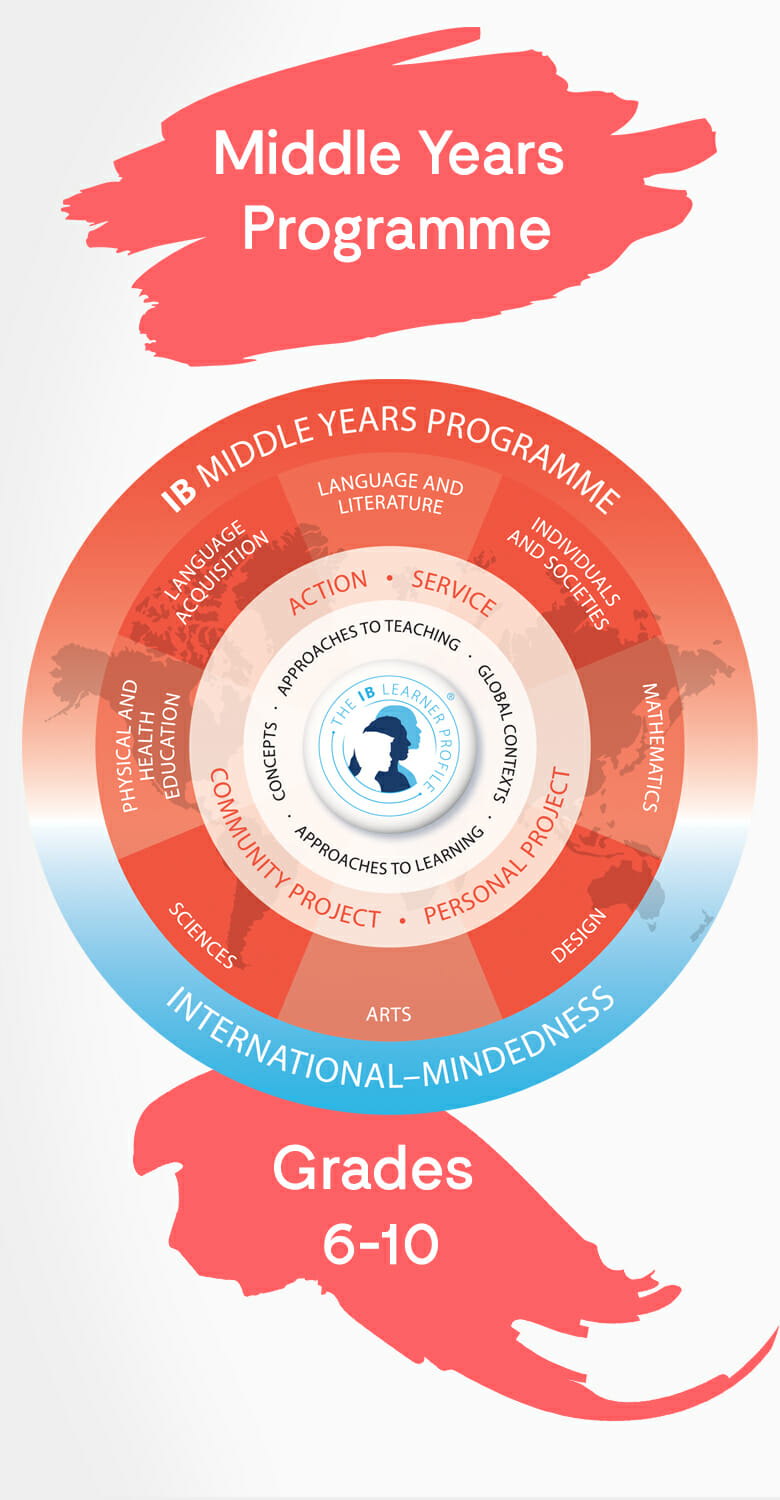 Middle Years
Programme
IB MIDDLE YEARS PROGRAMME
LANGUAGE AND
LITERATURE
INDIVIDUALS
AND SOCIETIES
MATHEMATICS
DESIGN
ARTS
SCIENCES
PHYSICAL AND
HEALTH
EDUCATION
LANGUAGE
ACQUISITION
ACTION • SERVICE
PERSONAL PROJECT
COMMUNITY PROJECT •
APPROACHES TO TEACHING ·
GLOBAL CONTEXTS ·
APPROACHES TO LEARNING ·
CONCEPTS ·
THE IB LEARNER PROFILE ®
INTERNATIONAL–MINDEDNESS
Grades
6-10